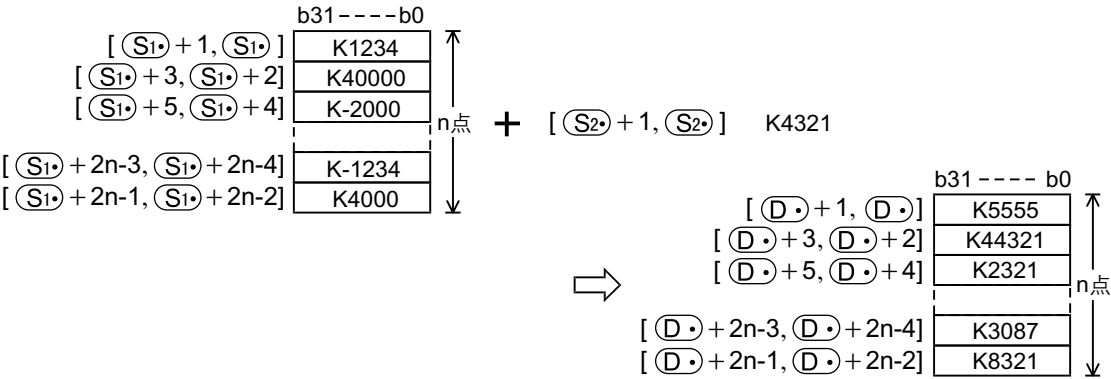 b31----b0
[(S1•)+1,(S1•)] K1234
[(S1•)+3,(S1•)+2] K40000
[(S1•)+5,(S1•)+4] K-2000
n点 + [(S2•)+1,(S2•)] K4321
[(S1•)+2n-3,(S1•)+2n-4] K-1234
[(S1•)+2n-1,(S1•)+2n-2] K4000
b31---- b0
[(D•)+1,(D•)] K5555
[(D•)+3,(D•)+2] K44321
[(D•)+5,(D•)+4] K2321
⇨ n点
[(D•)+2n-3,(D•)+2n-4] K3087
[(D•)+2n-1,(D•)+2n-2] K8321